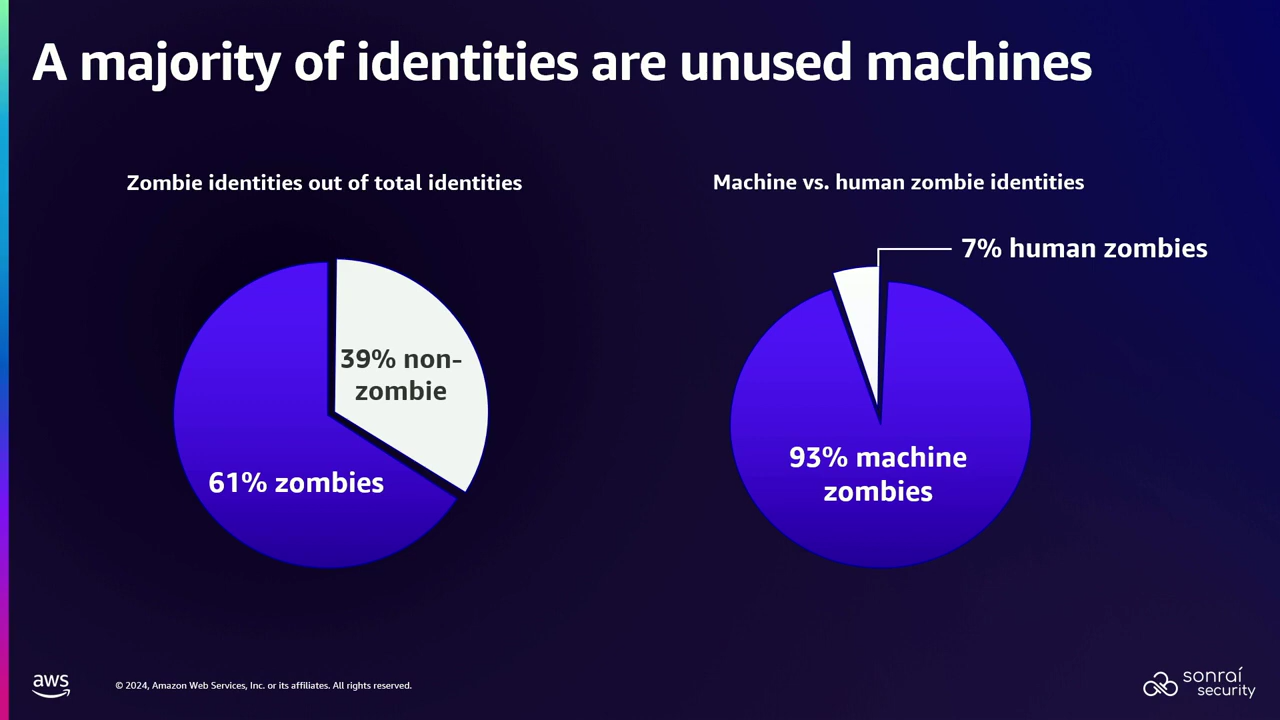 A majority of identities are unused machines
Zombie identities out of total identities
39% non-
zombie
61% zombies
Machine vs. human zombie identities
7% human zombies
93% machine
zombies
aws
© 2024, Amazon Web Services, Inc. or its affiliates. All rights reserved.
sonraí
security